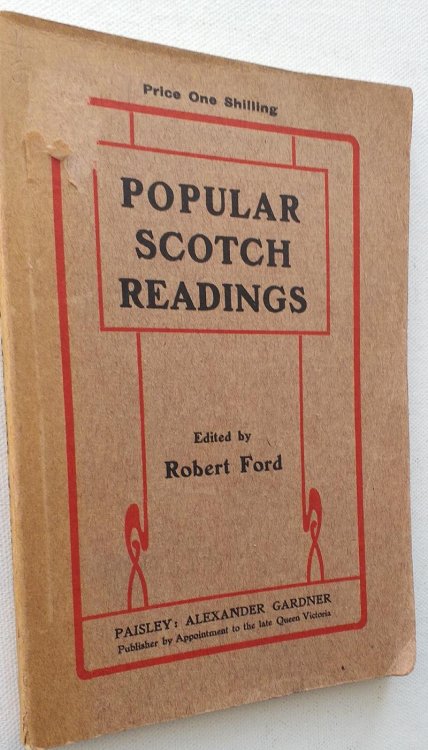 Price One Shilling
POPULAR
SCOTCH
READINGS
Edited by
Robert Ford
PAISLEY: ALEXANDER GARDNER
Publisher by Appointment to the late Queen Victoria